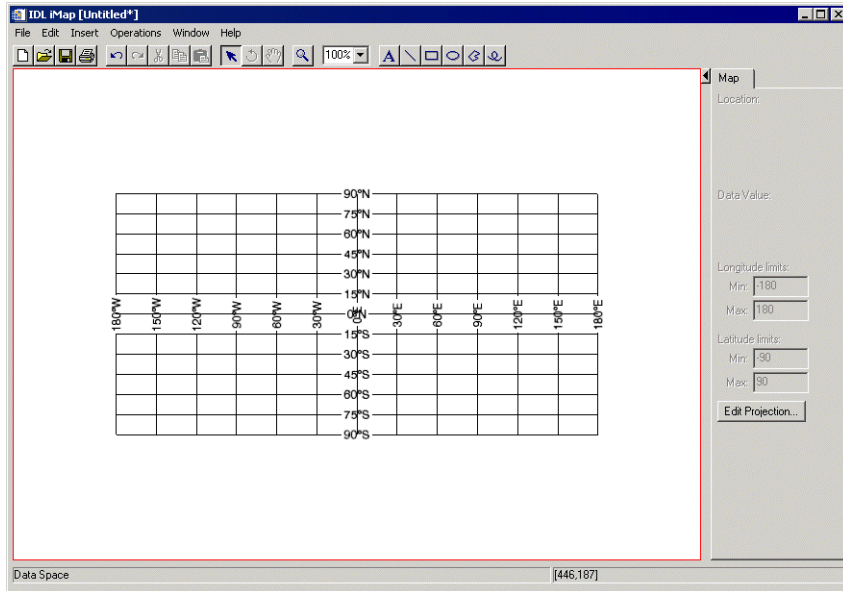 IDL iMap [Untitled*]
File Edit Insert Operations Window Help
100%
A
Map
Location:
Data Value:
Longitude limits:
Min: -180
Max: 180
Latitude limits:
Min: -90
Max: 90
Edit Projection...
90°N
75°N
60°N
45°N
30°N
15°N
180°W 150°W 120°W 90°W 60°W 30°W 0°N 0°E 30°E 60°E 90°E 120°E 150°E 180°E
15°S
30°S
45°S
60°S
75°S
90°S
Data Space [446,187]